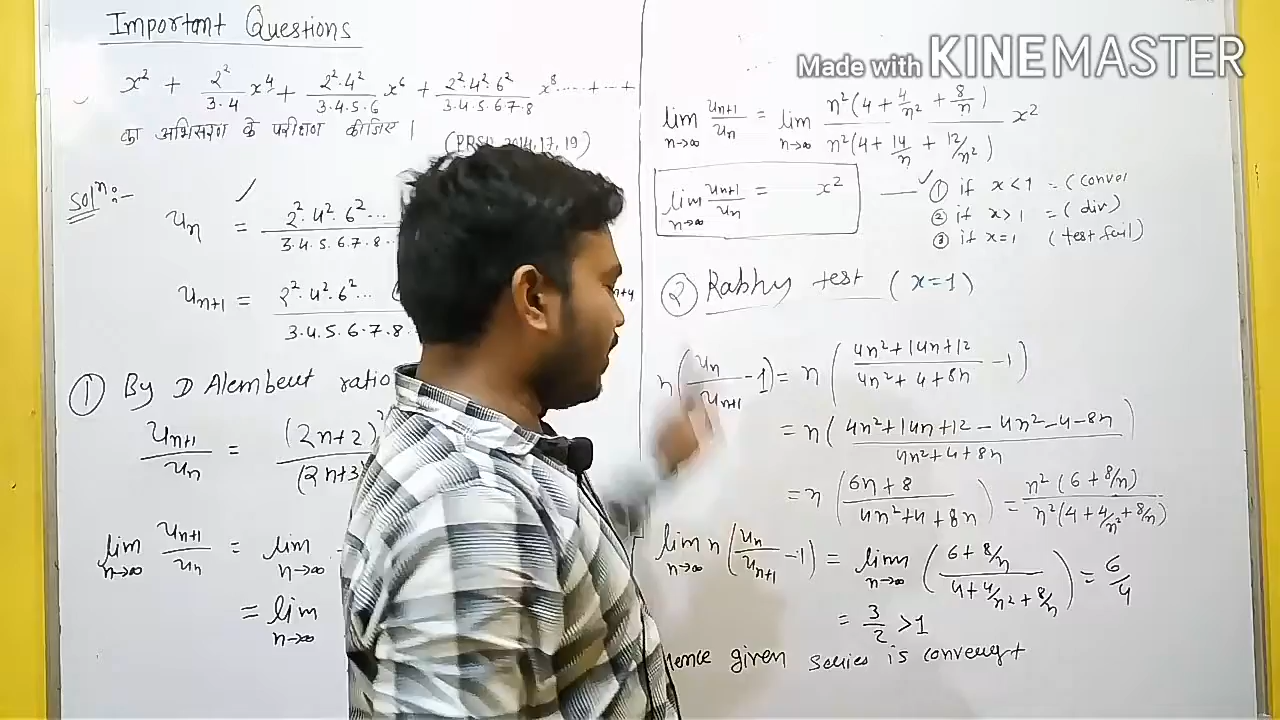 Important Questions
x² + 2²/3·4 x⁴ + 2²·4²/3·4·5·6 x⁶ + 2²·4²·6²/3·4·5·6·7·8 x⁸.....+...+
का अभिसरण के परीक्षण कीजिए।
17, 19)
Solⁿ:-
uₙ = 2²·4²·6².../3·4·5·6·7·8..
uₙ₊₁ = 2²·4²·6².../3·4·5·6·7·8.
① By D Alembert ratio
uₙ₊₁/uₙ = (2n+2)²/(2n+3)
lim n→∞ uₙ₊₁/uₙ = lim n→∞
= lim n→∞
Made with KINEMASTER
lim n→∞ uₙ₊₁/uₙ = lim n→∞ n²(4 + 4/n² + 8/n)/n²(4 + 14/n + 12/n²) x²
lim n→∞ uₙ₊₁/uₙ = x²
① if x < 1 = (conver
② if x > 1 = (div)
③ if x = 1 (test fail)
② Rabhy test (x=1)
n(uₙ/uₙ₊₁ - 1) = n(4n²+14n+12/4n²+4+8n - 1)
= n(4n²+14n+12-4n²-4-8n/4n²+4+8n)
= n(6n+8/4n²+4+8n) = n²(6+8/n)/n²(4+4/n²+8/n)
lim n→∞ n(uₙ/uₙ₊₁ - 1) = lim n→∞ (6+8/n/4+4/n²+8/n) = 6/4
= 3/2 > 1
Hence given series is convergt